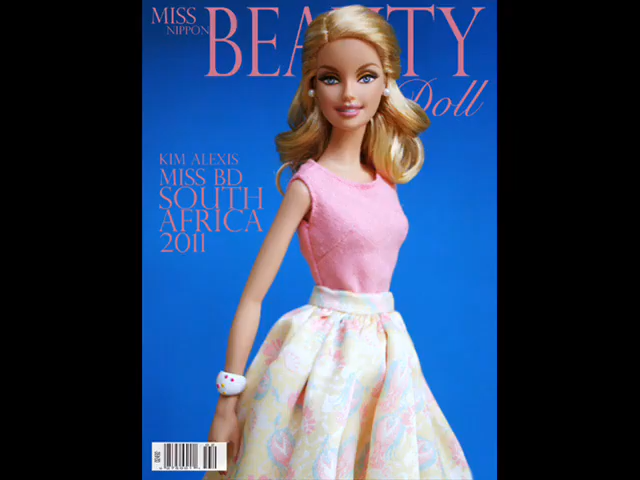 MISS
NIPPON
BEAUTY
Doll
KIM ALEXIS
MISS BD
SOUTH
AFRICA
2011